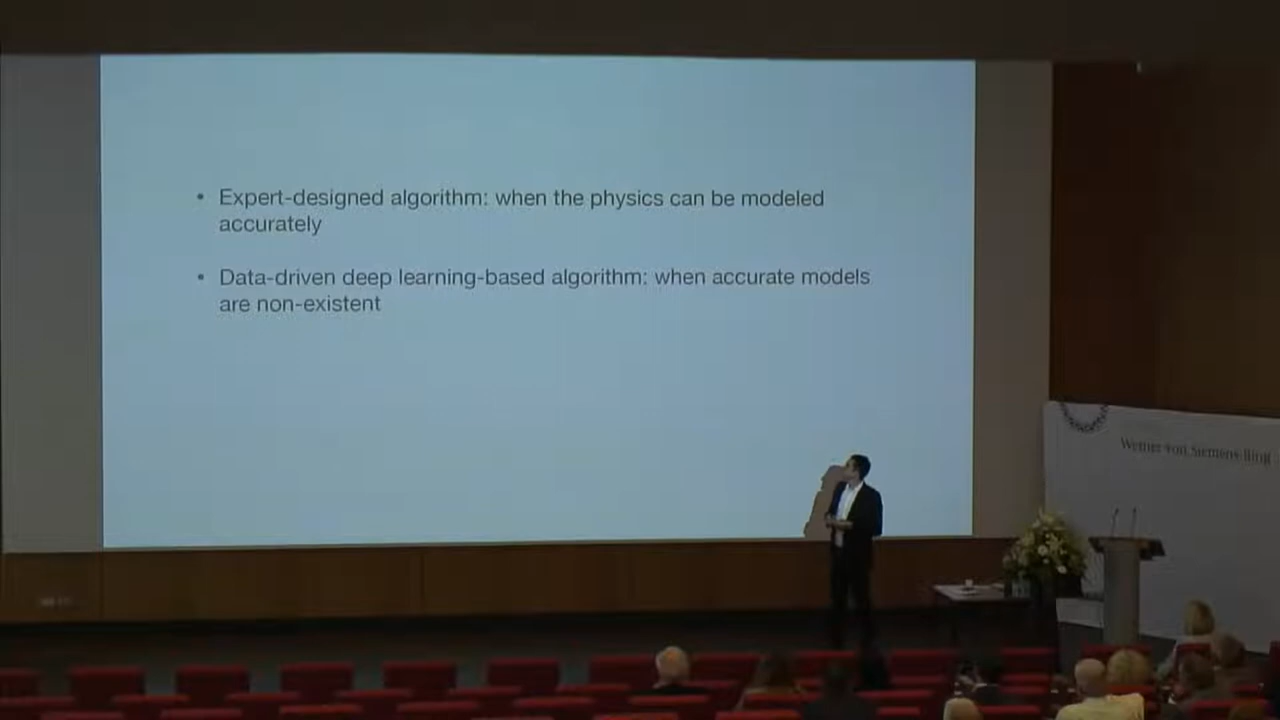 • Expert-designed algorithm: when the physics can be modeled
accurately
• Data-driven deep learning-based algorithm: when accurate models
are non-existent
Werner von Siemens-Ring